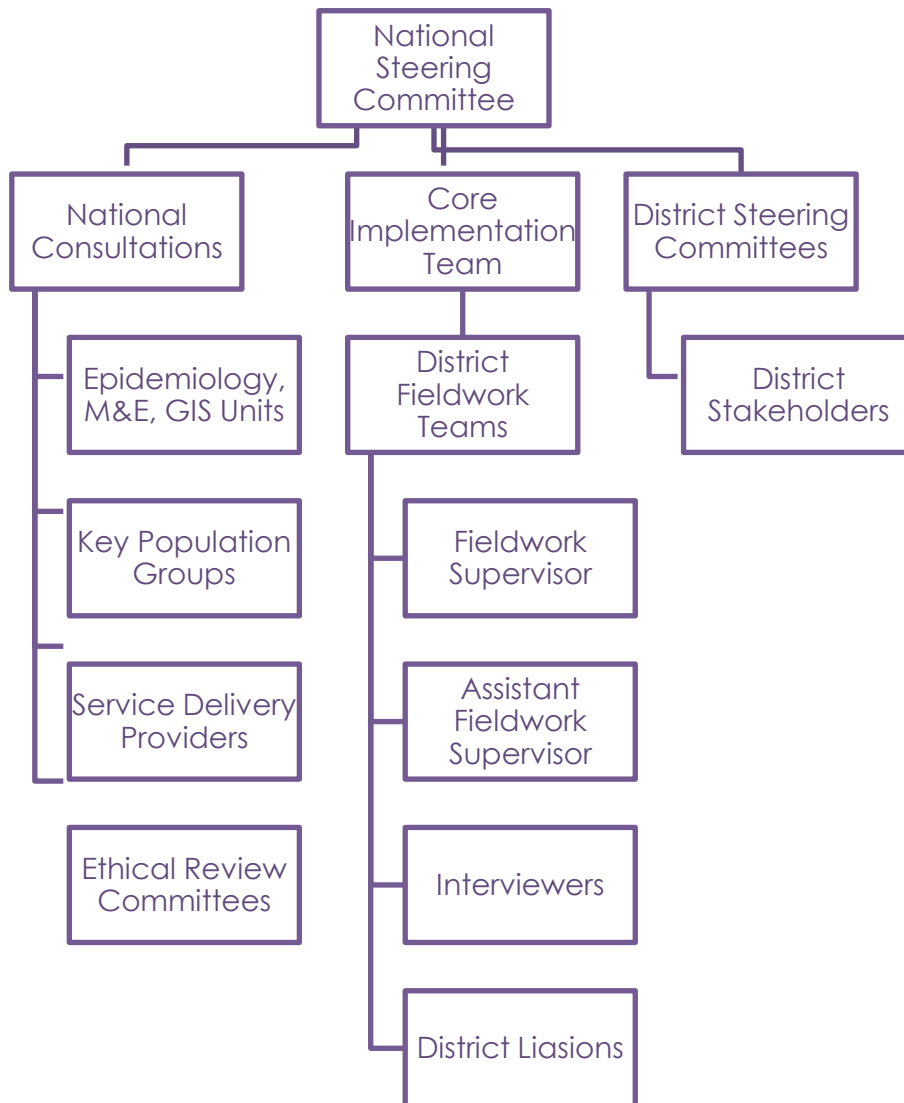 National
Steering
Committee
National
Consultations
Core
Implementation
Team
District Steering
Committees
Epidemiology,
M&E, GIS Units
District
Fieldwork
Teams
District
Stakeholders
Key Population
Groups
Fieldwork
Supervisor
Service Delivery
Providers
Assistant
Fieldwork
Supervisor
Ethical Review
Committees
Interviewers
District Liasions